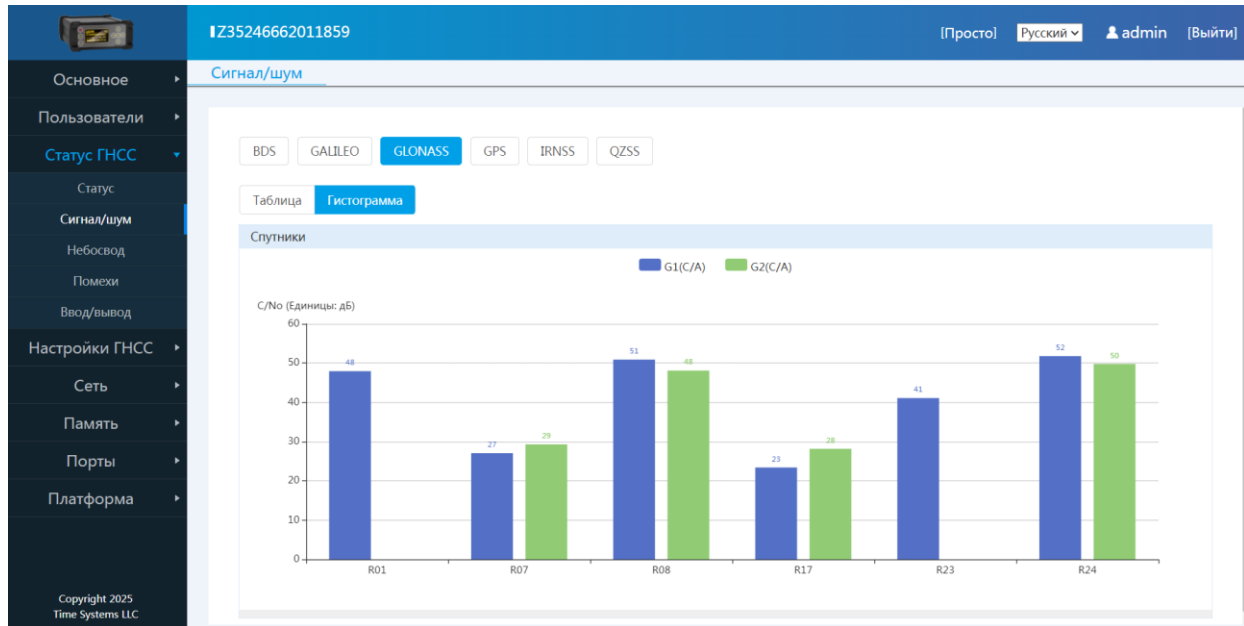 IZ35246662011859
[Просто]
Русский
admin
[Выйти]
Основное
Пользователи
Статус ГНСС
Статус
Сигнал/шум
Небосвод
Помехи
Ввод/вывод
Настройки ГНСС
Сеть
Память
Порты
Платформа
Copyright 2025
Time Systems LLC
Сигнал/шум
BDS GALILEO GLONASS GPS IRNSS QZSS
Таблица Гистограмма
Спутники
G1(C/A) G2(C/A)
C/No (Единицы: дБ)
60
50
40
30
20
10
0
48
27 29
51 48
23 28
41
52 50
R01 R07 R08 R17 R23 R24